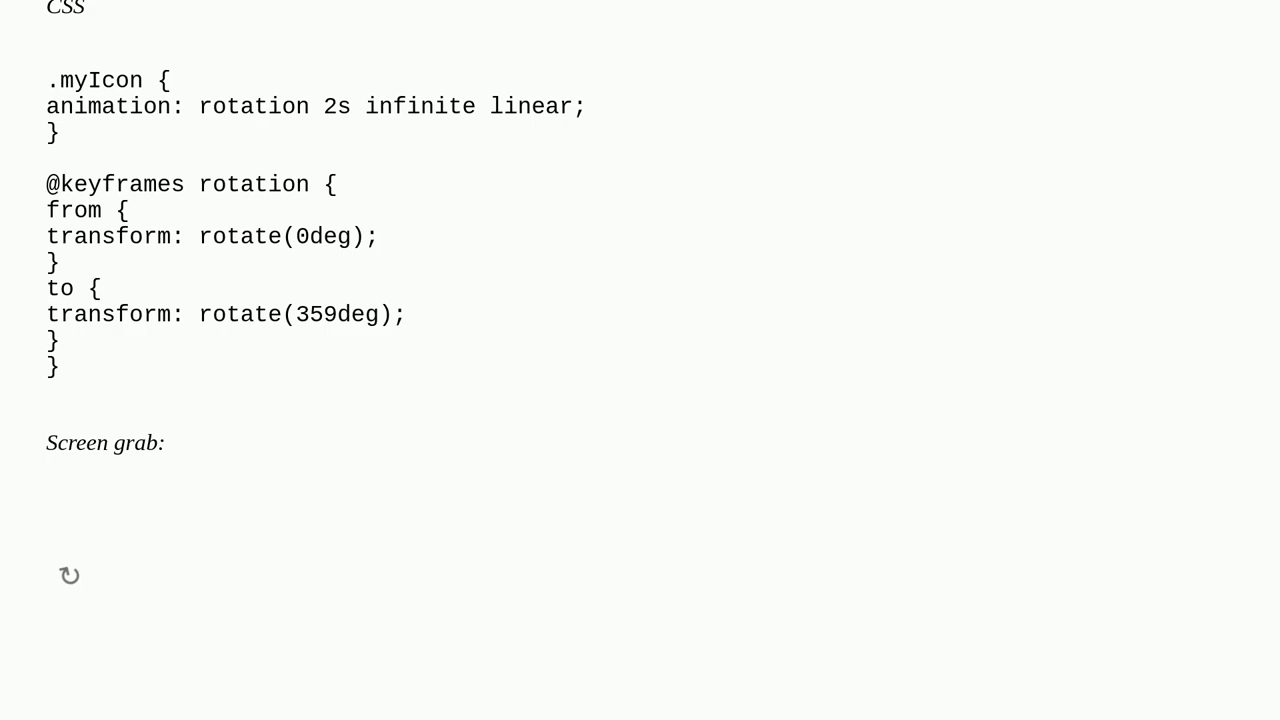 CSS
.myIcon {
animation: rotation 2s infinite linear;
}
@keyframes rotation {
from {
transform: rotate(0deg);
}
to {
transform: rotate(359deg);
}
}
Screen grab:
↻